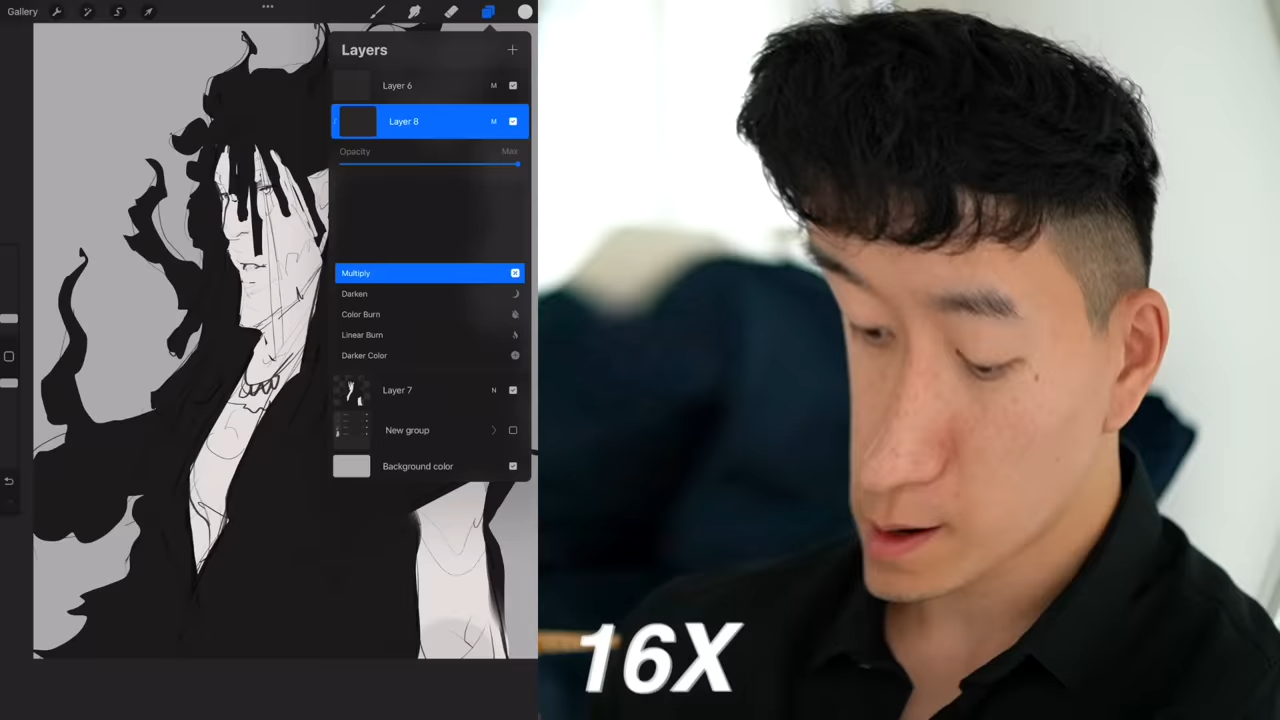 Gallery
Layers
Layer 6 M
Layer 8 M
Opacity Max
Multiply
Darken
Color Burn
Linear Burn
Darker Color
Layer 7 N
New group
Background color
16X